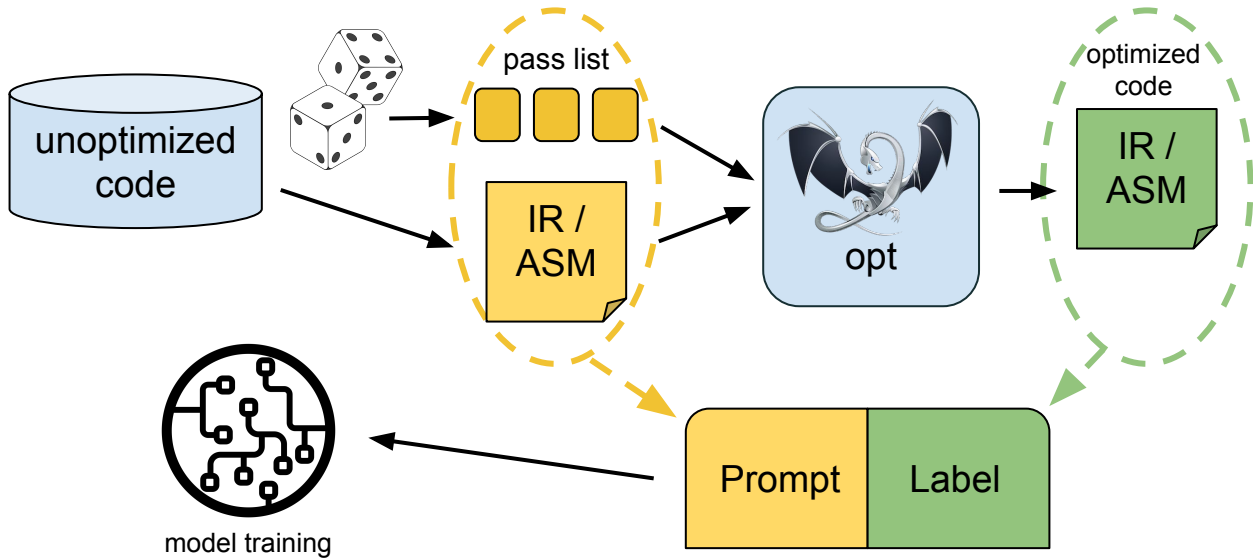 unoptimized
code
pass list
IR /
ASM
opt
optimized
code
IR /
ASM
Prompt
Label
model training